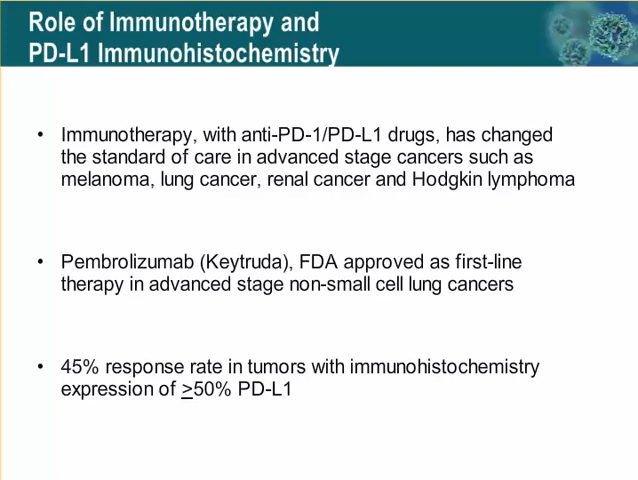 Role of Immunotherapy and
PD-L1 Immunohistochemistry
• Immunotherapy, with anti-PD-1/PD-L1 drugs, has changed
the standard of care in advanced stage cancers such as
melanoma, lung cancer, renal cancer and Hodgkin lymphoma
• Pembrolizumab (Keytruda), FDA approved as first-line
therapy in advanced stage non-small cell lung cancers
• 45% response rate in tumors with immunohistochemistry
expression of ≥50% PD-L1